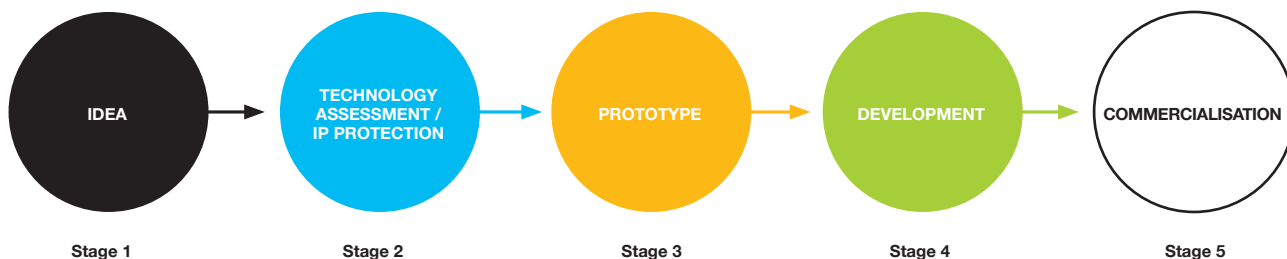 IDEA
TECHNOLOGY
ASSESSMENT /
IP PROTECTION
PROTOTYPE
DEVELOPMENT
COMMERCIALISATION
Stage 1
Stage 2
Stage 3
Stage 4
Stage 5